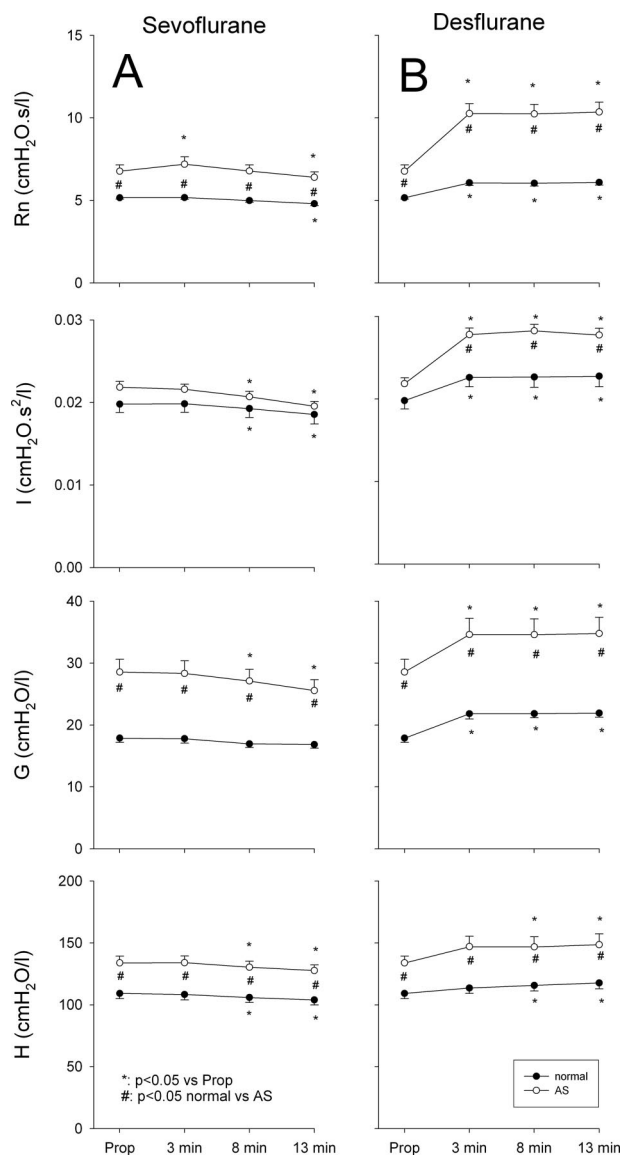 Sevoflurane
Desflurane
A
B
Rn (cmH₂O.s/l)
15
10
5
0
* *
# # # #
*
* * *
# # # #
* * *
I (cmH₂O.s²/l)
0.03
0.02
0.01
0.00
* *
* *
* * *
# # #
* * *
G (cmH₂O/l)
40
30
20
10
0
* *
# # # #
* * *
# # # #
* * *
H (cmH₂O/l)
200
150
100
50
0
* *
# # # #
* *
* *
# # # #
* *
*: p<0.05 vs Prop
#: p<0.05 normal vs AS
normal
AS
Prop 3 min 8 min 13 min
Prop 3 min 8 min 13 min